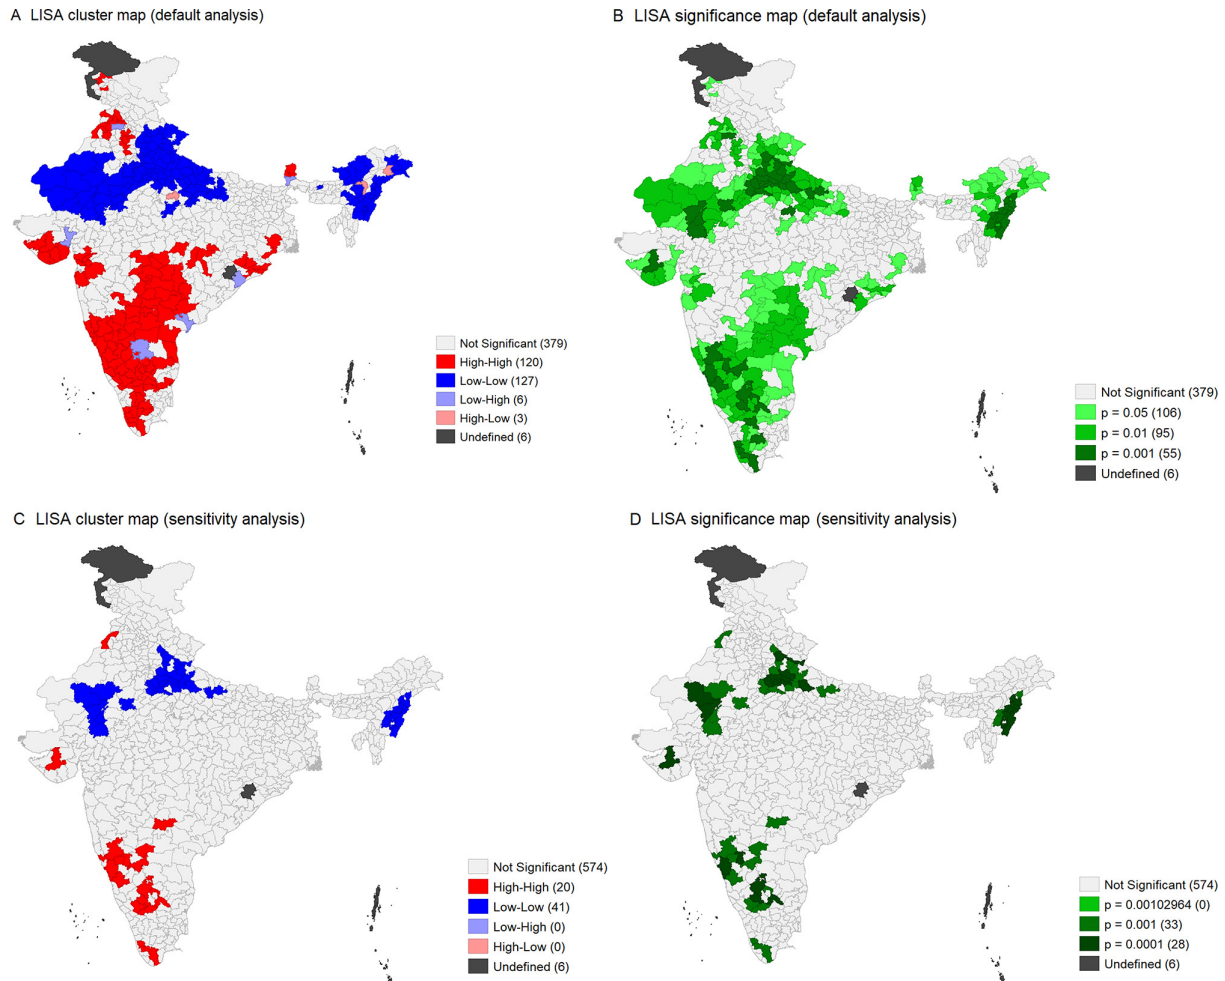 A LISA cluster map (default analysis)
B LISA significance map (default analysis)
Not Significant (379)
High-High (120)
Low-Low (127)
Low-High (6)
High-Low (3)
Undefined (6)
Not Significant (379)
p = 0.05 (106)
p = 0.01 (95)
p = 0.001 (55)
Undefined (6)
C LISA cluster map (sensitivity analysis)
D LISA significance map (sensitivity analysis)
Not Significant (574)
High-High (20)
Low-Low (41)
Low-High (0)
High-Low (0)
Undefined (6)
Not Significant (574)
p = 0.00102964 (0)
p = 0.001 (33)
p = 0.0001 (28)
Undefined (6)